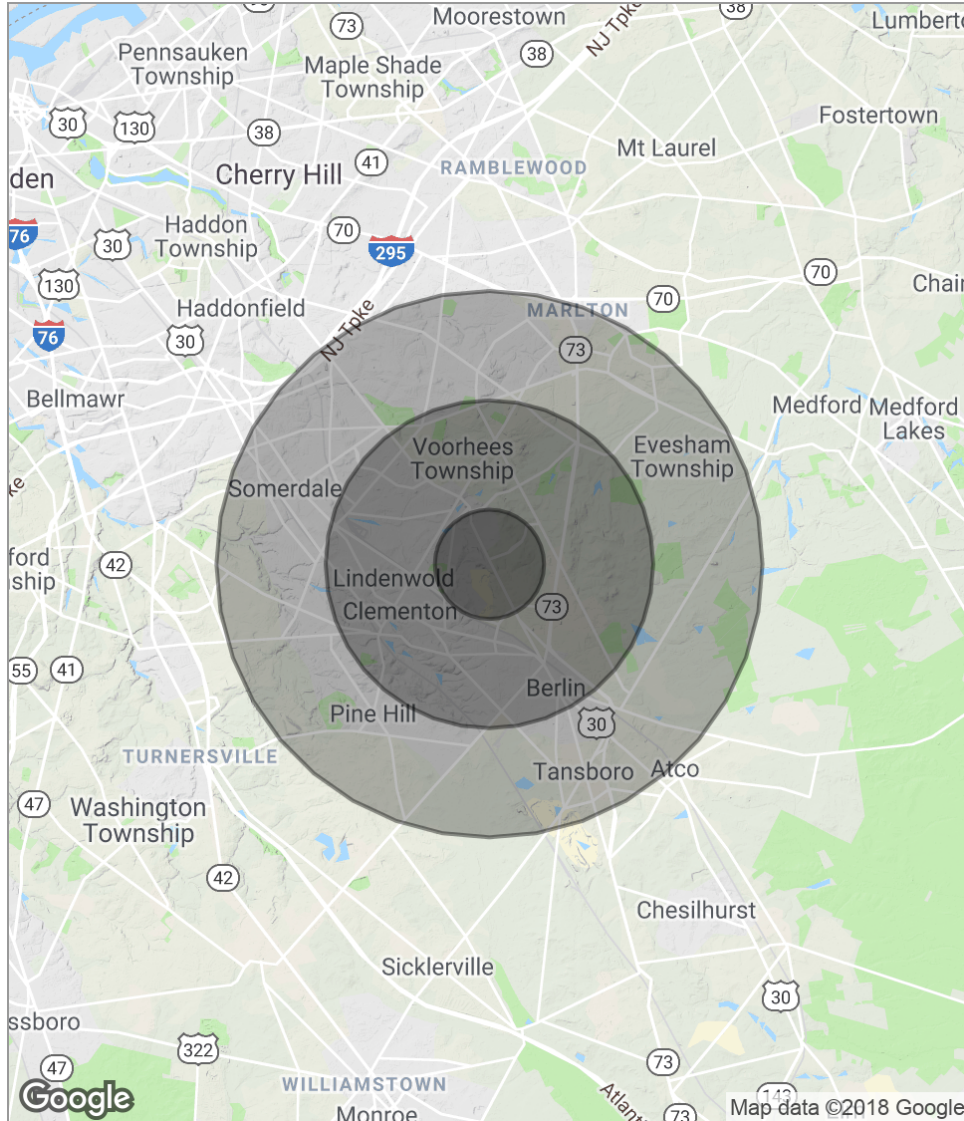 73
Moorestown
38
Lumberto
Pennsauken
Township
Maple Shade
Township
38
NJ Tpke
30
130
38
Fostertown
41
Mt Laurel
den
Cherry Hill
RAMBLEWOOD
76
30
Haddon
Township
70
295
130
70
Chair
Haddonfield
NJ Tpke
MARLTON
70
76
30
73
Bellmawr
Medford
Medford
Lakes
Voorhees
Township
Evesham
Township
ke
Somerdale
ford
ship
42
Lindenwold
Clementon
73
55
41
Berlin
Pine Hill
30
TURNERSVILLE
Tansboro
Atco
47
Washington
Township
42
Chesilhurst
Sicklerville
30
ssboro
322
47
73
WILLIAMSTOWN
143
Google
Monroe
Atlant
73
Map data ©2018 Google